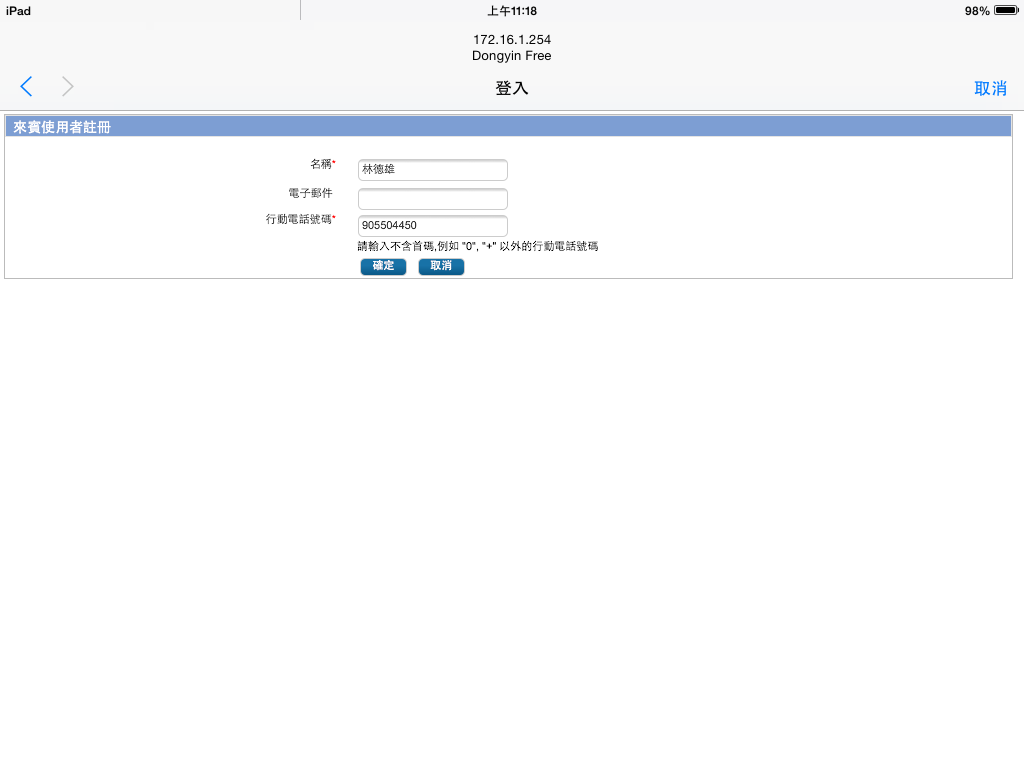 iPad 上午11:18 98%
172.16.1.254
Dongyin Free
登入 取消
來賓使用者註冊
名稱* 林德雄
電子郵件
行動電話號碼* 905504450
請輸入不含首碼,例如 "0", "+" 以外的行動電話號碼
確定 取消